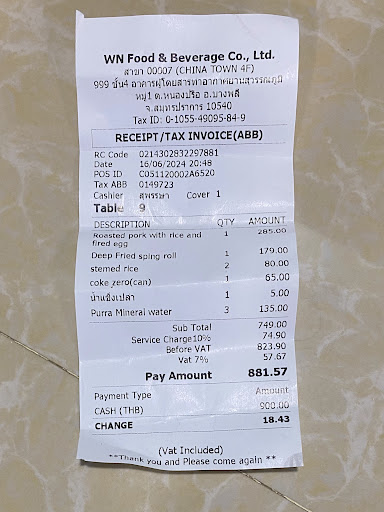 WN Food & Beverage Co., Ltd.
สาขา 00007 (CHINA TOWN 4F)
999 ชั้น4 อาคารผู้โดยสารท่าอากาศยานสุวรรณภูมิ
หมู่1 ต.หนองปรือ อ.บางพลี
จ.สมุทรปราการ 10540
Tax ID: 0-1055-49095-84-9
RECEIPT/TAX INVOICE(ABB)
RC Code 0214302832297881
Date 16/06/2024 20:48
POS ID C051120002A6520
Tax ABB 0149723
Cashier สุพรรษา Cover 1
Table 9
DESCRIPTION QTY AMOUNT
Roasted pork with rice and 1 285.00
fired egg
Deep Fried sping roll 1 179.00
stemed rice 2 80.00
coke zero(can) 1 65.00
น้ำแข็งเปล่า 1 5.00
Purra Mineral water 3 135.00
Sub Total 749.00
Service Charge10% 74.90
Before VAT 823.90
Vat 7% 57.67
Pay Amount 881.57
Payment Type Amount
CASH (THB) 900.00
CHANGE 18.43
(Vat Included)
**Thank you and Please come again **